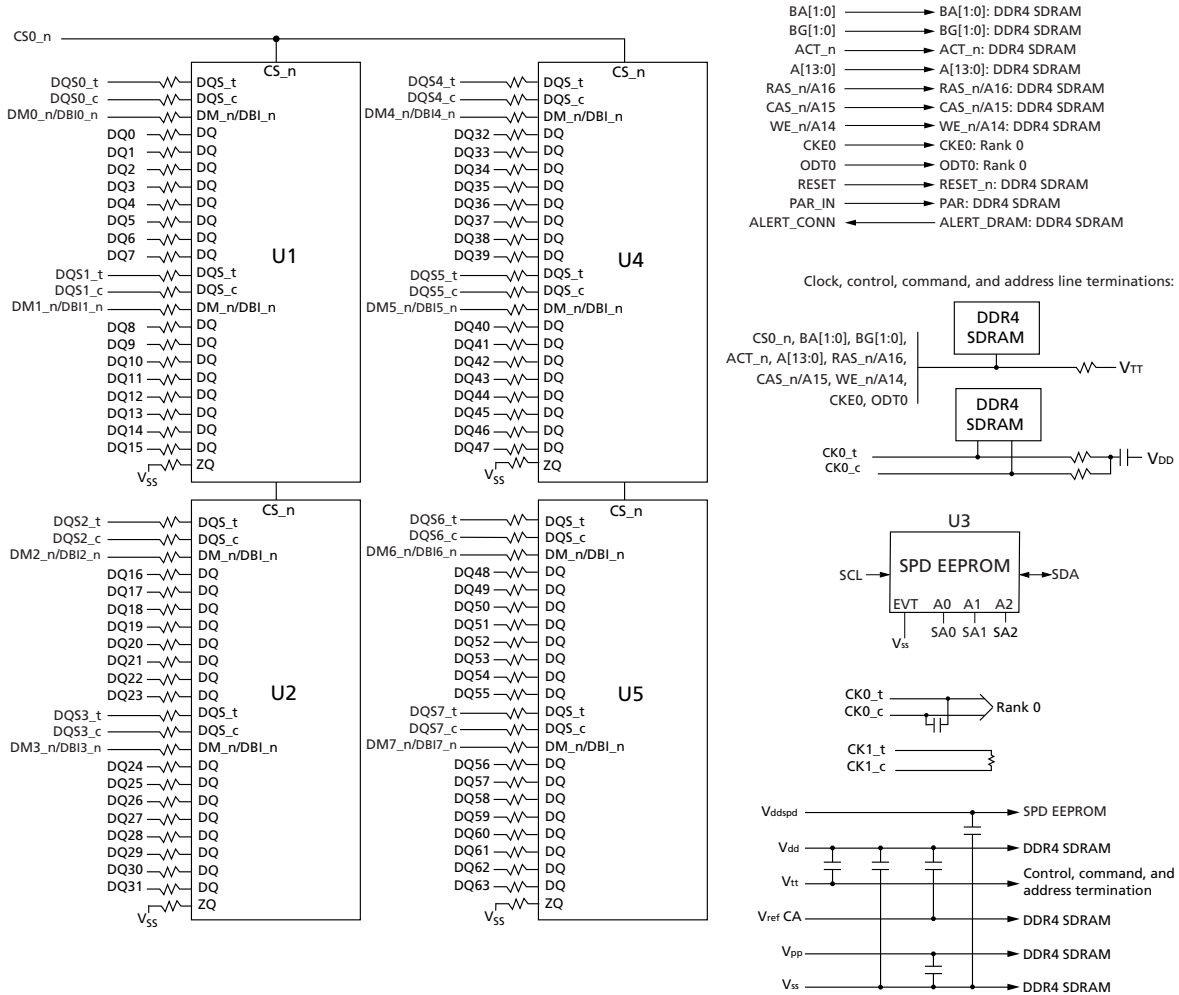 CS0_n
CS_n
DQS0_t DQS_t
DQS0_c DQS_c
DM0_n/DBI0_n DM_n/DBI_n
DQ0 DQ
DQ1 DQ
DQ2 DQ
DQ3 DQ
DQ4 DQ
DQ5 DQ
DQ6 DQ
DQ7 DQ
U1
DQS1_t DQS_t
DQS1_c DQS_c
DM1_n/DBI1_n DM_n/DBI_n
DQ8 DQ
DQ9 DQ
DQ10 DQ
DQ11 DQ
DQ12 DQ
DQ13 DQ
DQ14 DQ
DQ15 DQ
VSS ZQ
CS_n
DQS2_t DQS_t
DQS2_c DQS_c
DM2_n/DBI2_n DM_n/DBI_n
DQ16 DQ
DQ17 DQ
DQ18 DQ
DQ19 DQ
DQ20 DQ
DQ21 DQ
DQ22 DQ
DQ23 DQ
U2
DQS3_t DQS_t
DQS3_c DQS_c
DM3_n/DBI3_n DM_n/DBI_n
DQ24 DQ
DQ25 DQ
DQ26 DQ
DQ27 DQ
DQ28 DQ
DQ29 DQ
DQ30 DQ
DQ31 DQ
VSS ZQ
CS_n
DQS4_t DQS_t
DQS4_c DQS_c
DM4_n/DBI4_n DM_n/DBI_n
DQ32 DQ
DQ33 DQ
DQ34 DQ
DQ35 DQ
DQ36 DQ
DQ37 DQ
DQ38 DQ
DQ39 DQ
U4
DQS5_t DQS_t
DQS5_c DQS_c
DM5_n/DBI5_n DM_n/DBI_n
DQ40 DQ
DQ41 DQ
DQ42 DQ
DQ43 DQ
DQ44 DQ
DQ45 DQ
DQ46 DQ
DQ47 DQ
VSS ZQ
CS_n
DQS6_t DQS_t
DQS6_c DQS_c
DM6_n/DBI6_n DM_n/DBI_n
DQ48 DQ
DQ49 DQ
DQ50 DQ
DQ51 DQ
DQ52 DQ
DQ53 DQ
DQ54 DQ
DQ55 DQ
U5
DQS7_t DQS_t
DQS7_c DQS_c
DM7_n/DBI7_n DM_n/DBI_n
DQ56 DQ
DQ57 DQ
DQ58 DQ
DQ59 DQ
DQ60 DQ
DQ61 DQ
DQ62 DQ
DQ63 DQ
VSS ZQ
BA[1:0] BA[1:0]: DDR4 SDRAM
BG[1:0] BG[1:0]: DDR4 SDRAM
ACT_n ACT_n: DDR4 SDRAM
A[13:0] A[13:0]: DDR4 SDRAM
RAS_n/A16 RAS_n/A16: DDR4 SDRAM
CAS_n/A15 CAS_n/A15: DDR4 SDRAM
WE_n/A14 WE_n/A14: DDR4 SDRAM
CKE0 CKE0: Rank 0
ODT0 ODT0: Rank 0
RESET RESET_n: DDR4 SDRAM
PAR_IN PAR: DDR4 SDRAM
ALERT_CONN ALERT_DRAM: DDR4 SDRAM
Clock, control, command, and address line terminations:
DDR4
SDRAM
CS0_n, BA[1:0], BG[1:0],
ACT_n, A[13:0], RAS_n/A16,
CAS_n/A15, WE_n/A14,
CKE0, ODT0
VTT
DDR4
SDRAM
CK0_t
CK0_c
VDD
U3
SPD EEPROM
SCL SDA
EVT A0 A1 A2
Vss SA0 SA1 SA2
CK0_t
CK0_c
Rank 0
CK1_t
CK1_c
Vddspd SPD EEPROM
Vdd DDR4 SDRAM
Vtt Control, command, and
address termination
Vref CA DDR4 SDRAM
Vpp DDR4 SDRAM
Vss DDR4 SDRAM